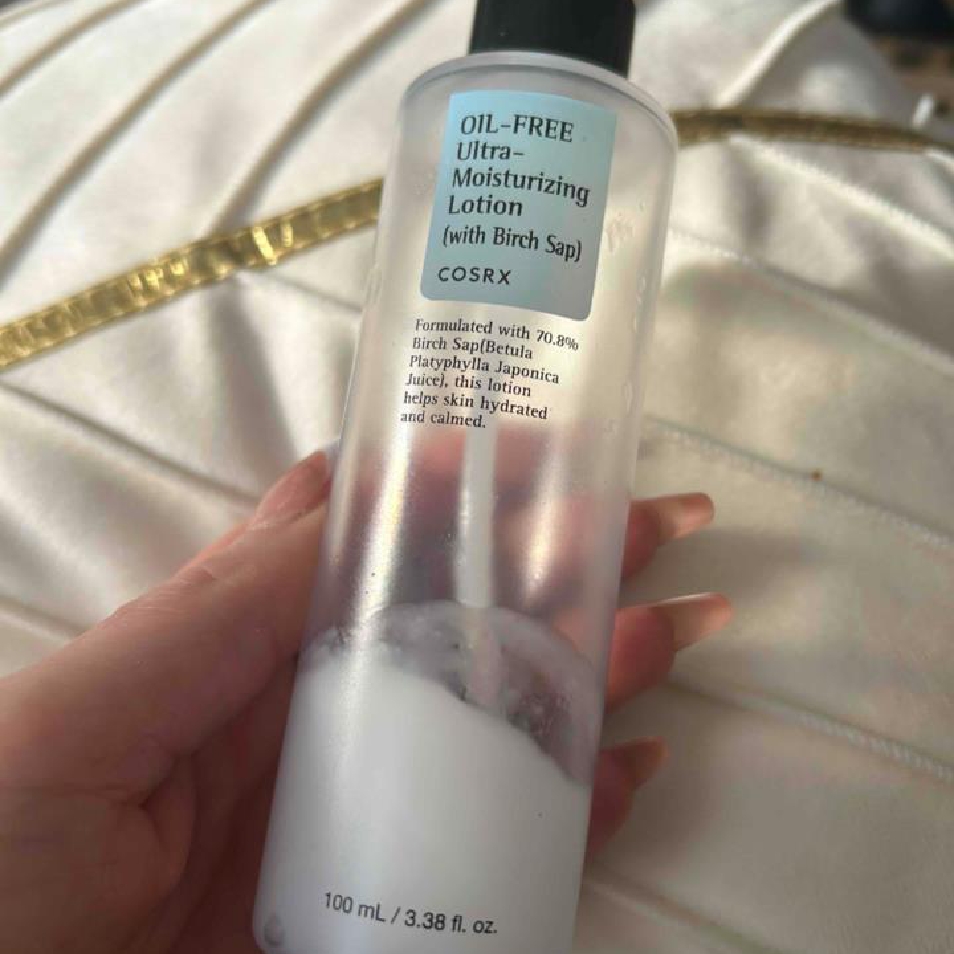 OIL-FREE
Ultra-
Moisturizing
Lotion
(with Birch Sap)
COSRX
Formulated with 70.8%
Birch Sap(Betula
Platyphylla Japonica
Juice), this lotion
helps skin hydrated
and calmed.
100 mL / 3.38 fl. oz.